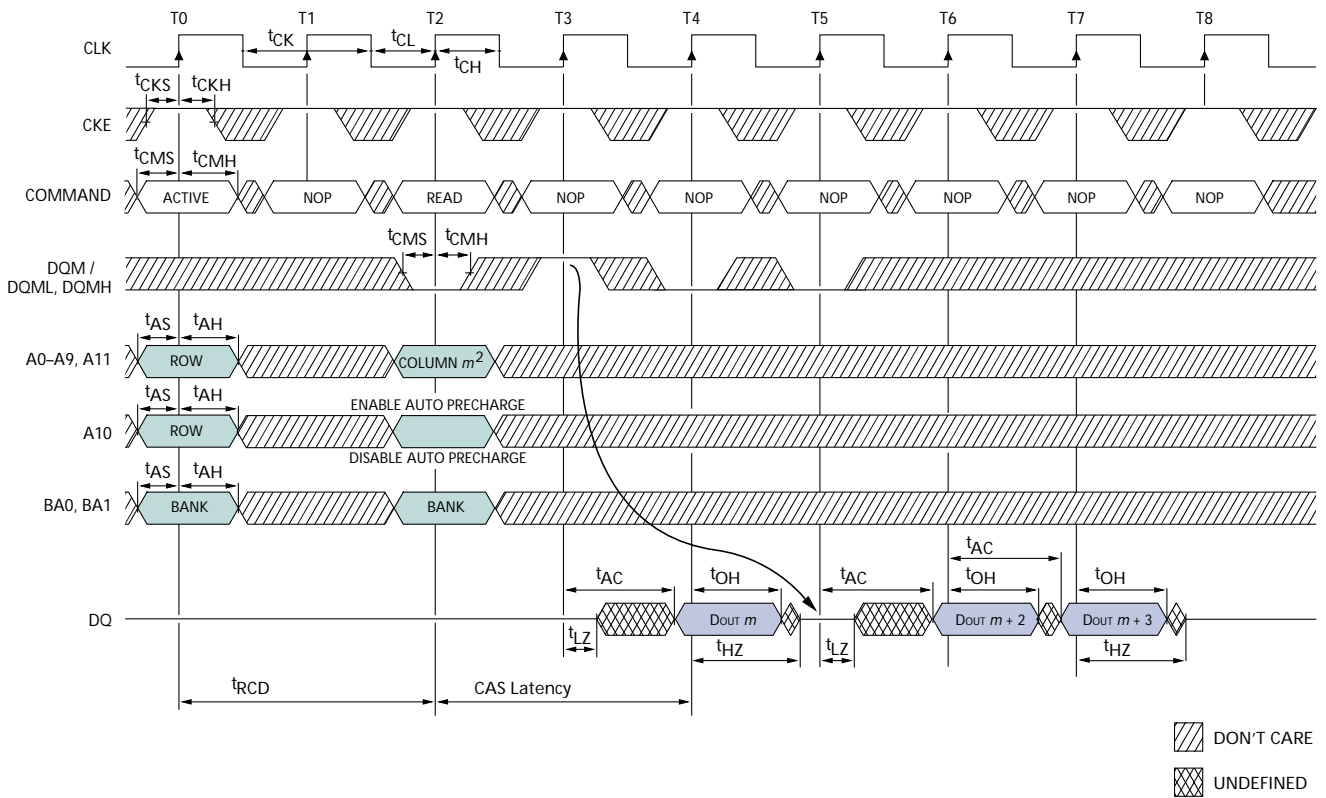 T0 T1 T2 T3 T4 T5 T6 T7 T8
CLK
tCK tCL
tCH
tCKS tCKH
CKE
tCMS tCMH
COMMAND ACTIVE NOP READ NOP NOP NOP NOP NOP NOP
tCMS tCMH
DQM /
DQML, DQMH
tAS tAH
A0–A9, A11 ROW COLUMN m2
tAS tAH ENABLE AUTO PRECHARGE
A10 ROW
DISABLE AUTO PRECHARGE
tAS tAH
BA0, BA1 BANK BANK
tAC
tAC tOH tAC tOH tOH
DQ DOUT m DOUT m + 2 DOUT m + 3
tLZ tHZ tLZ tHZ
tRCD CAS Latency
DON'T CARE
UNDEFINED